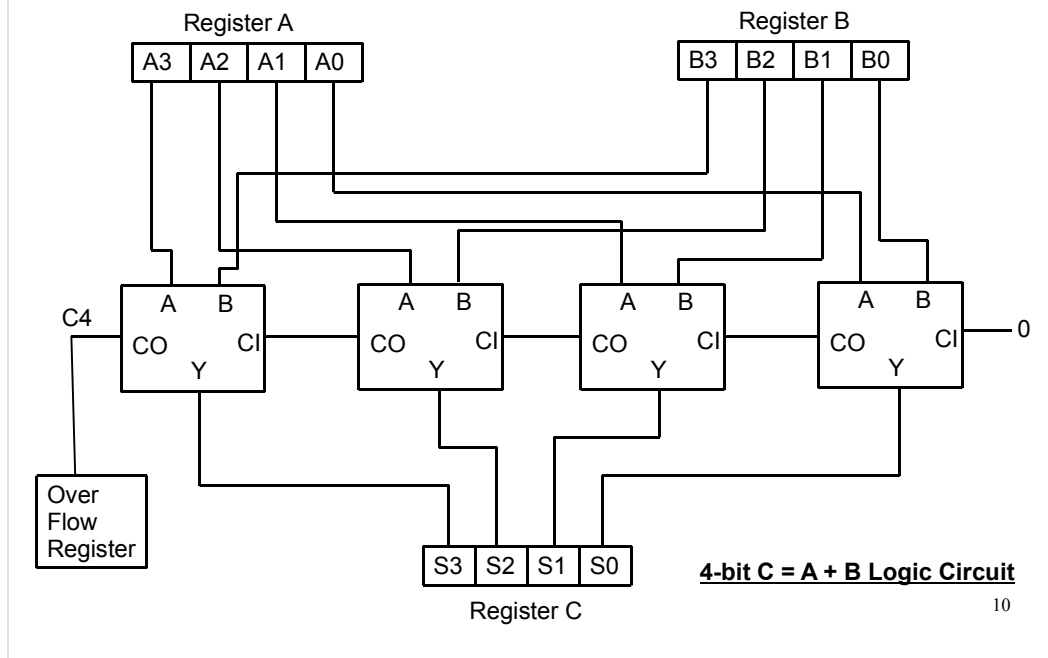 Register A
Register B
A3 A2 A1 A0
B3 B2 B1 B0
A B
A B
A B
A B
C4
CO CI
CO CI
CO CI
CO CI
0
Y
Y
Y
Y
Over
Flow
Register
S3 S2 S1 S0
Register C
4-bit C = A + B Logic Circuit
10